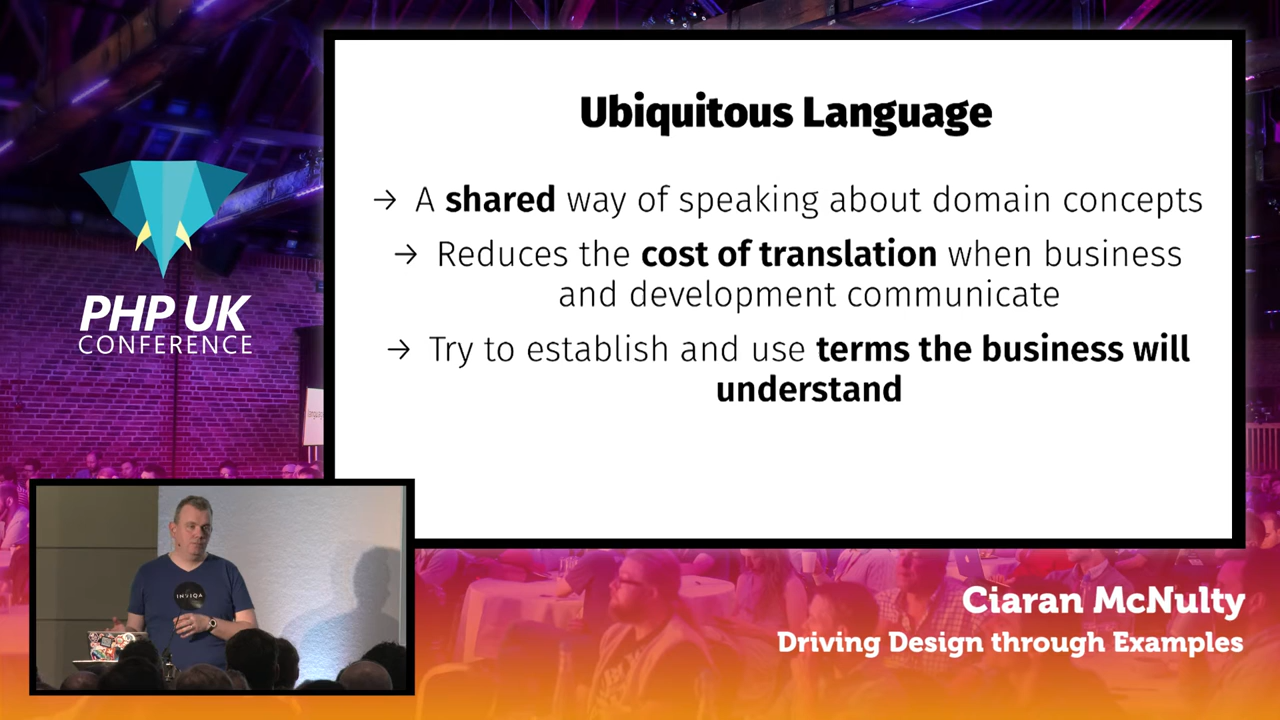 Ubiquitous Language
→ A shared way of speaking about domain concepts
→ Reduces the cost of translation when business
and development communicate
→ Try to establish and use terms the business will
understand
PHP UK
CONFERENCE
INVIQA
Ciaran McNulty
Driving Design through Examples